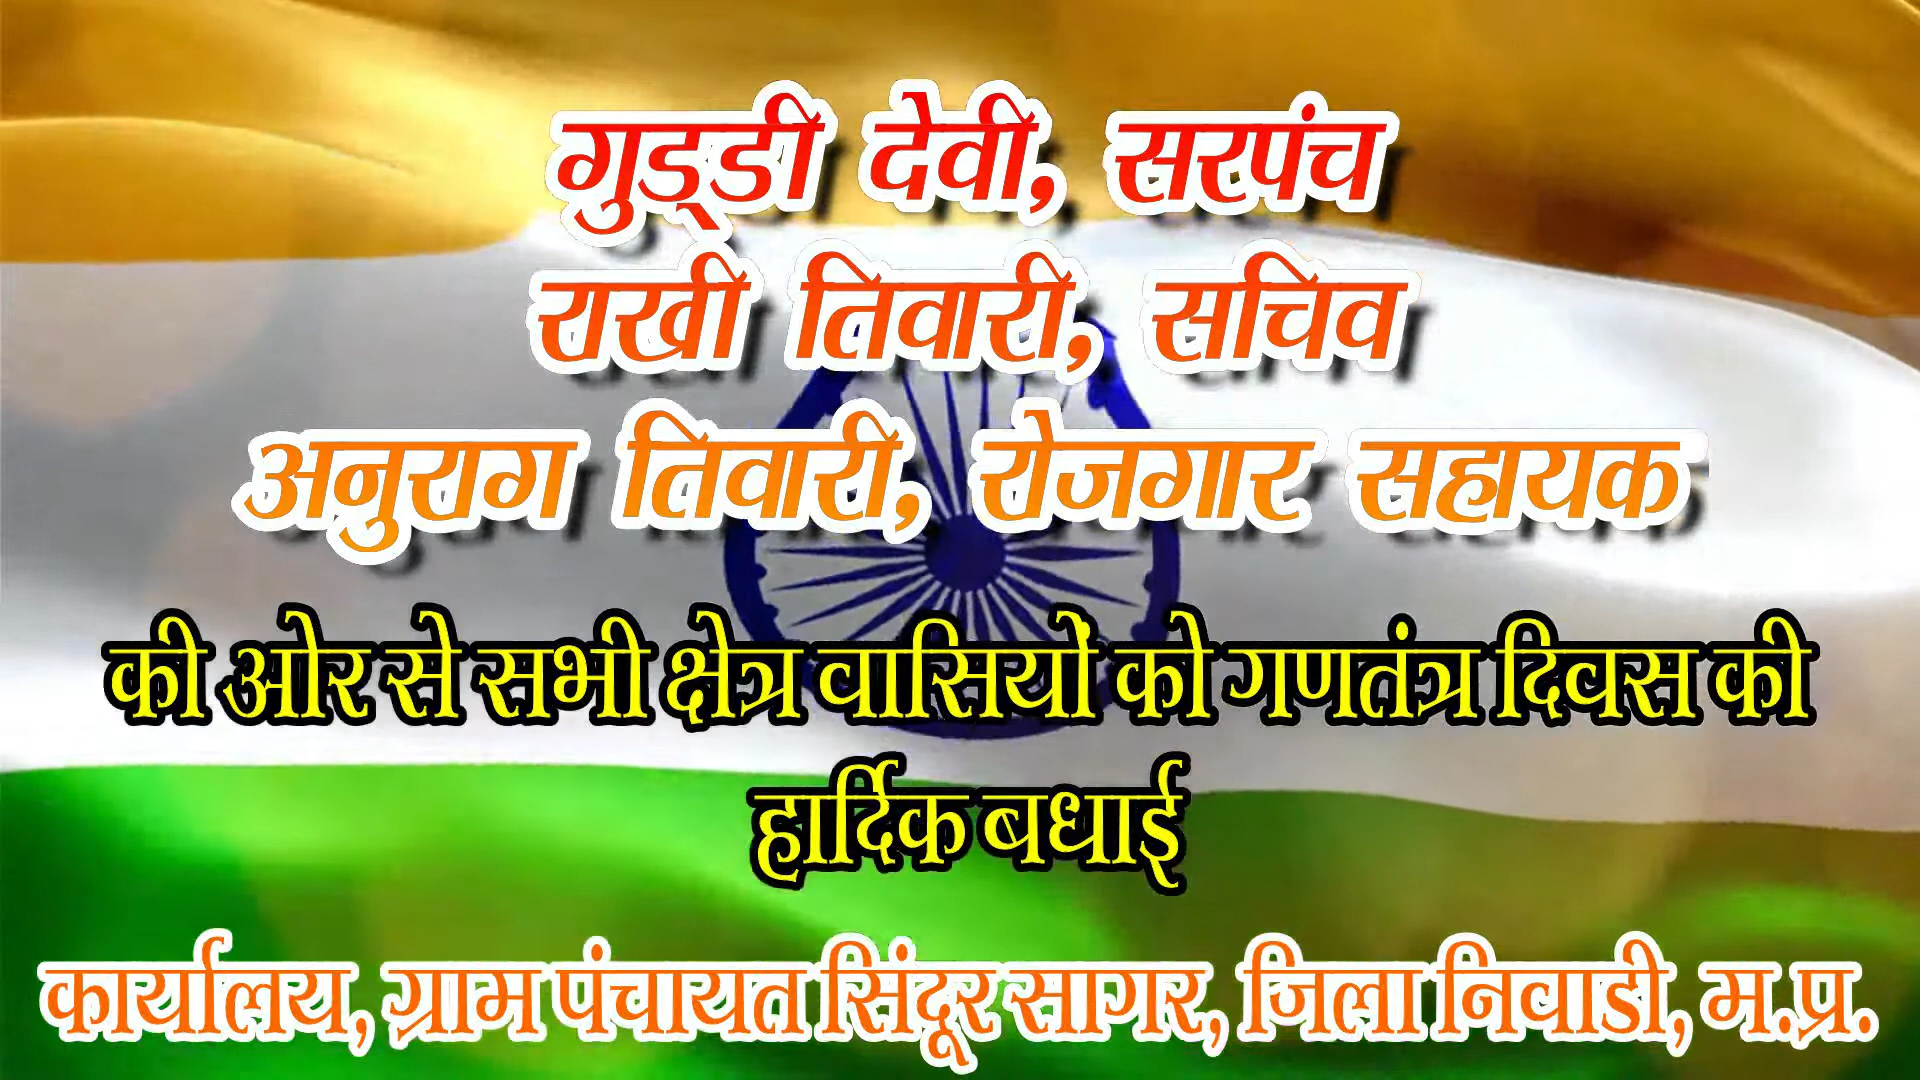 गुड्डी देवी, सरपंच
राखी तिवारी, सचिव
अनुराग तिवारी, रोजगार सहायक
की ओर से सभी क्षेत्र वासियों को गणतंत्र दिवस की
हार्दिक बधाई
कार्यालय, ग्राम पंचायत सिंदूर सागर, जिला निवाडी, म.प्र.